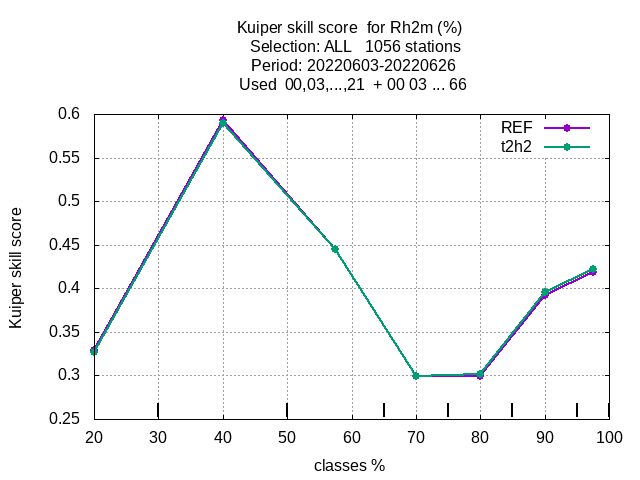 Kuiper skill score  for Rh2m (%)
Selection: ALL   1056 stations
Period: 20220603-20220626
Used  00,03,...,21  + 00 03 ... 66
REF
t2h2
0.6
0.55
0.5
0.45
0.4
0.35
0.3
0.25
Kuiper skill score
20 30 40 50 60 70 80 90 100
classes %